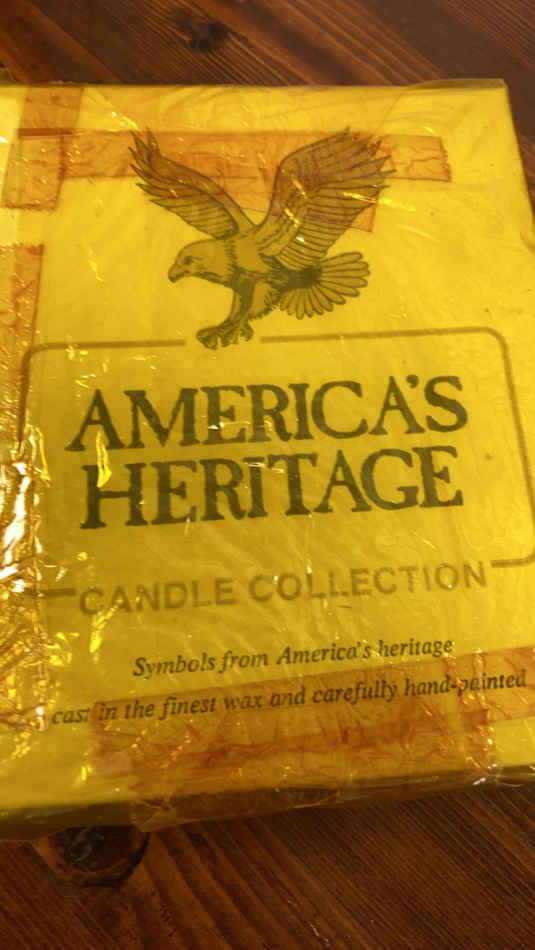 AMERICA'S
HERITAGE
CANDLE COLLECTION
Symbols from America's heritage
cast in the finest wax and carefully hand-painted